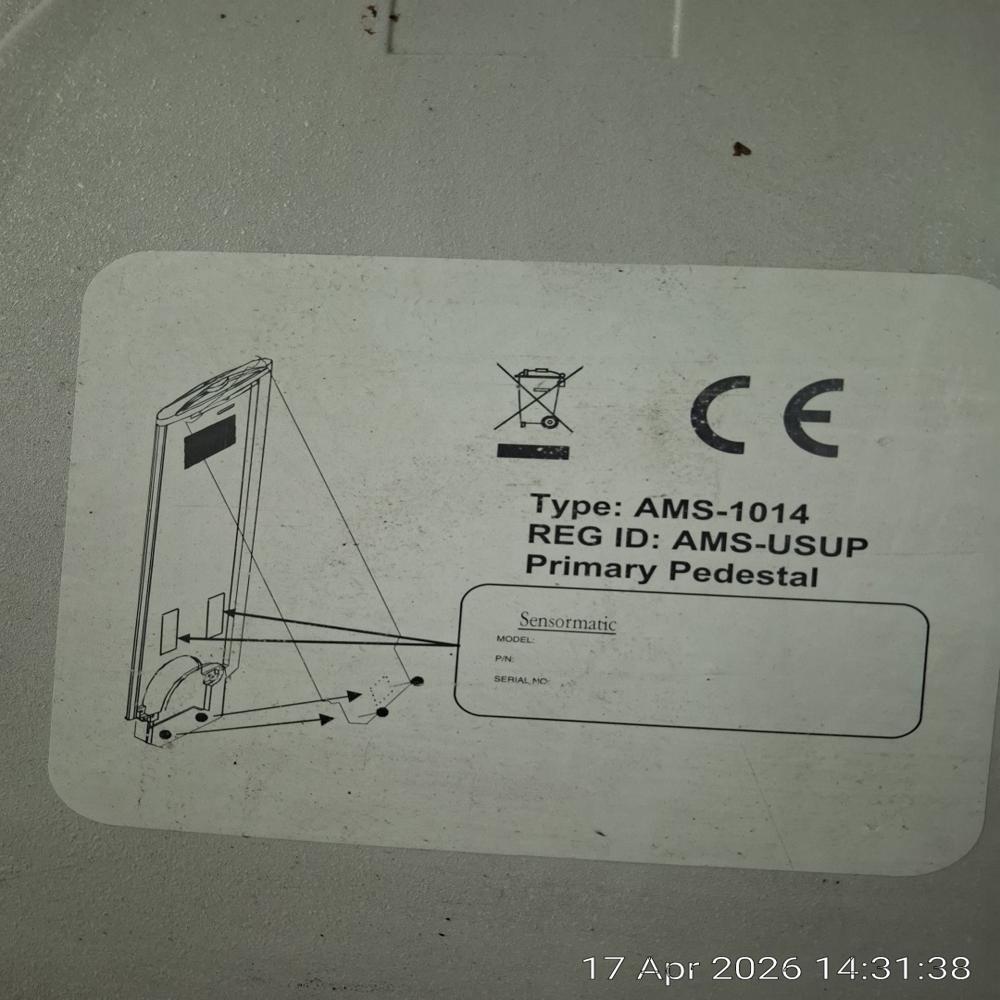 CE
Type: AMS-1014
REG ID: AMS-USUP
Primary Pedestal
Sensormatic
MODEL:
P/N:
SERIAL NO:
17 Apr 2026 14:31:38